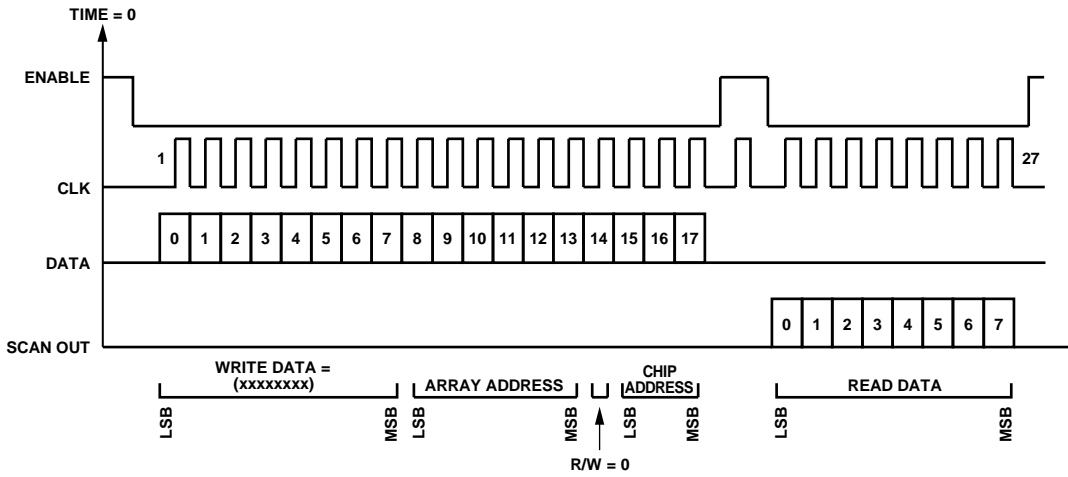 TIME = 0
ENABLE
1
27
CLK
0 1 2 3 4 5 6 7 8 9 10 11 12 13 14 15 16 17
DATA
0 1 2 3 4 5 6 7
SCAN OUT
WRITE DATA =
(xxxxxxxx)
ARRAY ADDRESS
CHIP
ADDRESS
READ DATA
LSB MSB LSB MSB LSB MSB LSB MSB
R/W = 0